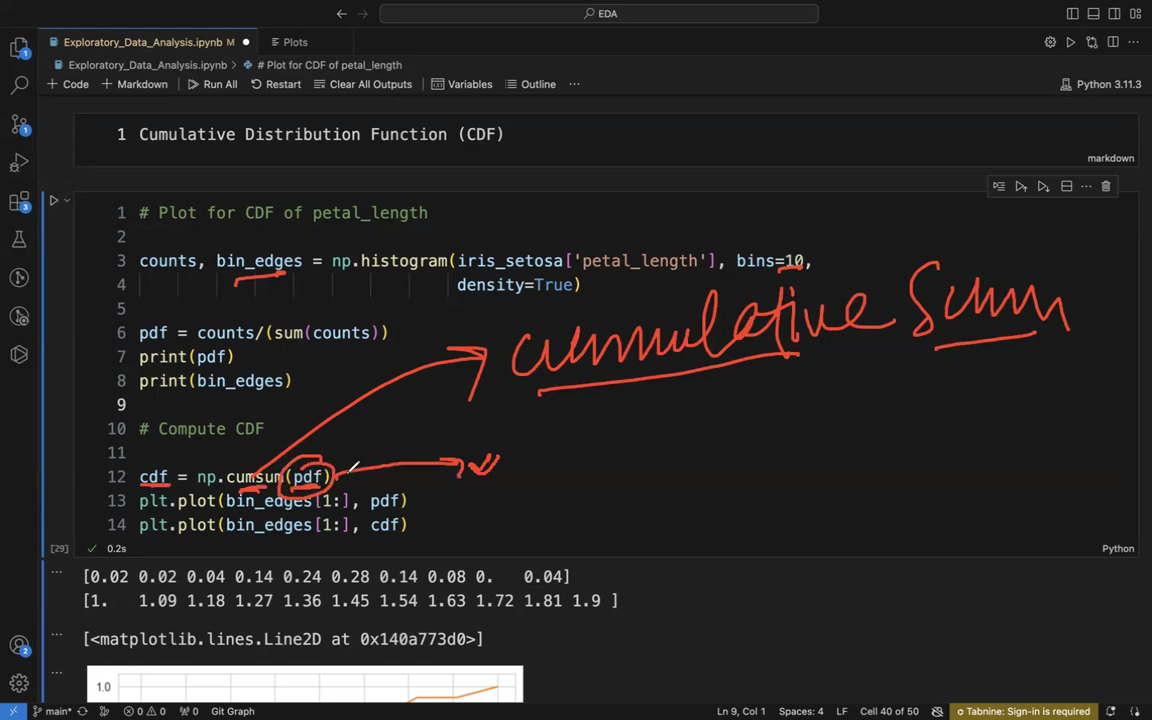 EDA
Exploratory_Data_Analysis.ipynb M
Plots
Exploratory_Data_Analysis.ipynb > # Plot for CDF of petal_length
+ Code + Markdown Run All Restart Clear All Outputs Variables Outline ... Python 3.11.3
1 Cumulative Distribution Function (CDF)
markdown
1 # Plot for CDF of petal_length
2
3 counts, bin_edges = np.histogram(iris_setosa['petal_length'], bins=10,
4 density=True)
5
6 pdf = counts/(sum(counts))
7 print(pdf)
8 print(bin_edges)
9
10 # Compute CDF
11
12 cdf = np.cumsum(pdf)
13 plt.plot(bin_edges[1:], pdf)
14 plt.plot(bin_edges[1:], cdf)
cummulative Sum
[29] 0.2s Python
[0.02 0.02 0.04 0.14 0.24 0.28 0.14 0.08 0. 0.04]
[1. 1.09 1.18 1.27 1.36 1.45 1.54 1.63 1.72 1.81 1.9 ]
[<matplotlib.lines.Line2D at 0x140a773d0>]
1.0
1
1
3
2
main* 0 0 0 Git Graph Ln 9, Col 1 Spaces: 4 LF Cell 40 of 50 Tabnine: Sign-in is required